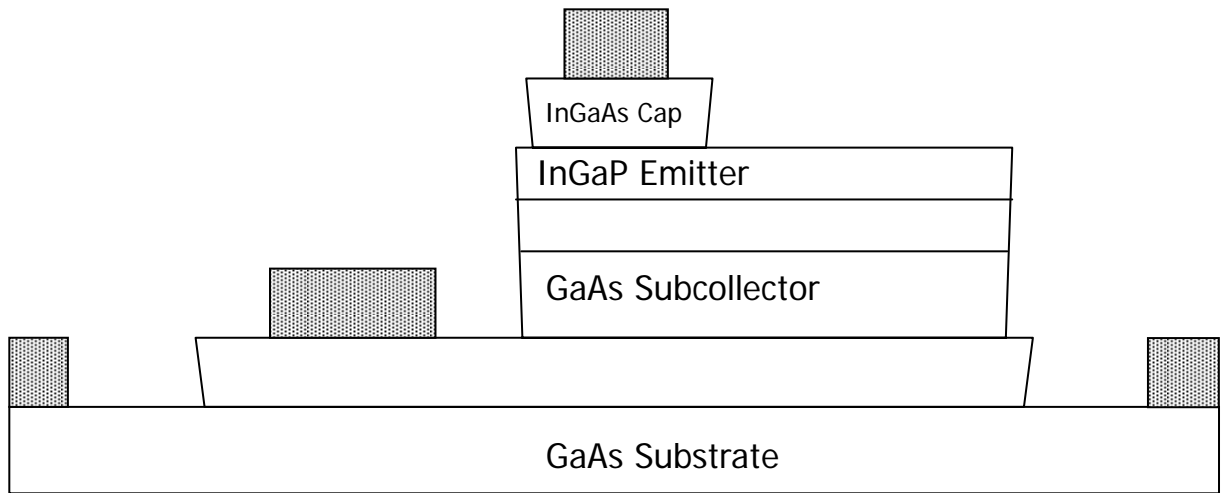 InGaAs Cap
InGaP Emitter
GaAs Subcollector
GaAs Substrate